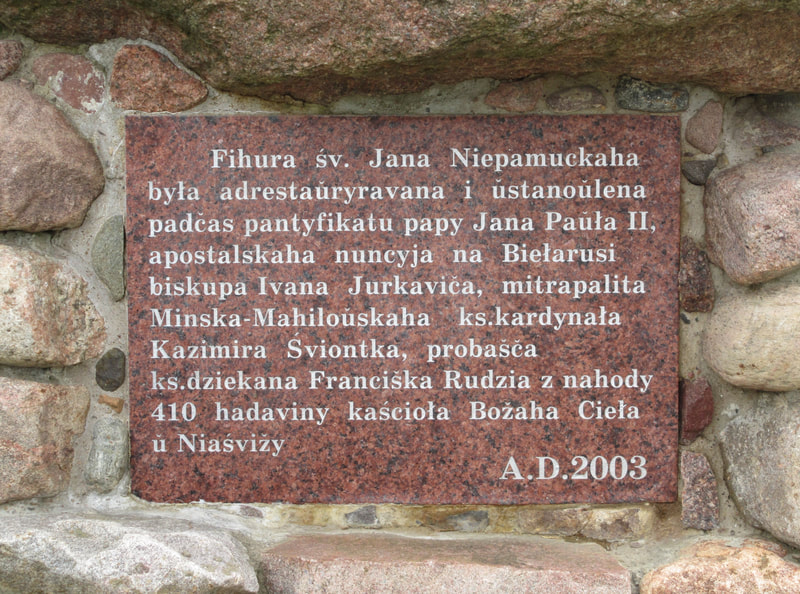 Fihura śv. Jana Niepamuckaha
była adrestaŭryravana i ŭstanoŭlena
padčas pantyfikatu papy Jana Paŭła II,
apostalskaha nuncyja na Biełarusi
biskupa Ivana Jurkaviča, mitrapalita
Minska-Mahiloŭskaha ks.kardynała
Kazimira Śviontka, probašča
ks.dziekana Franciška Rudzia z nahody
410 hadaviny kaścioła Božaha Cieła
ŭ Niaśvižy
A.D.2003